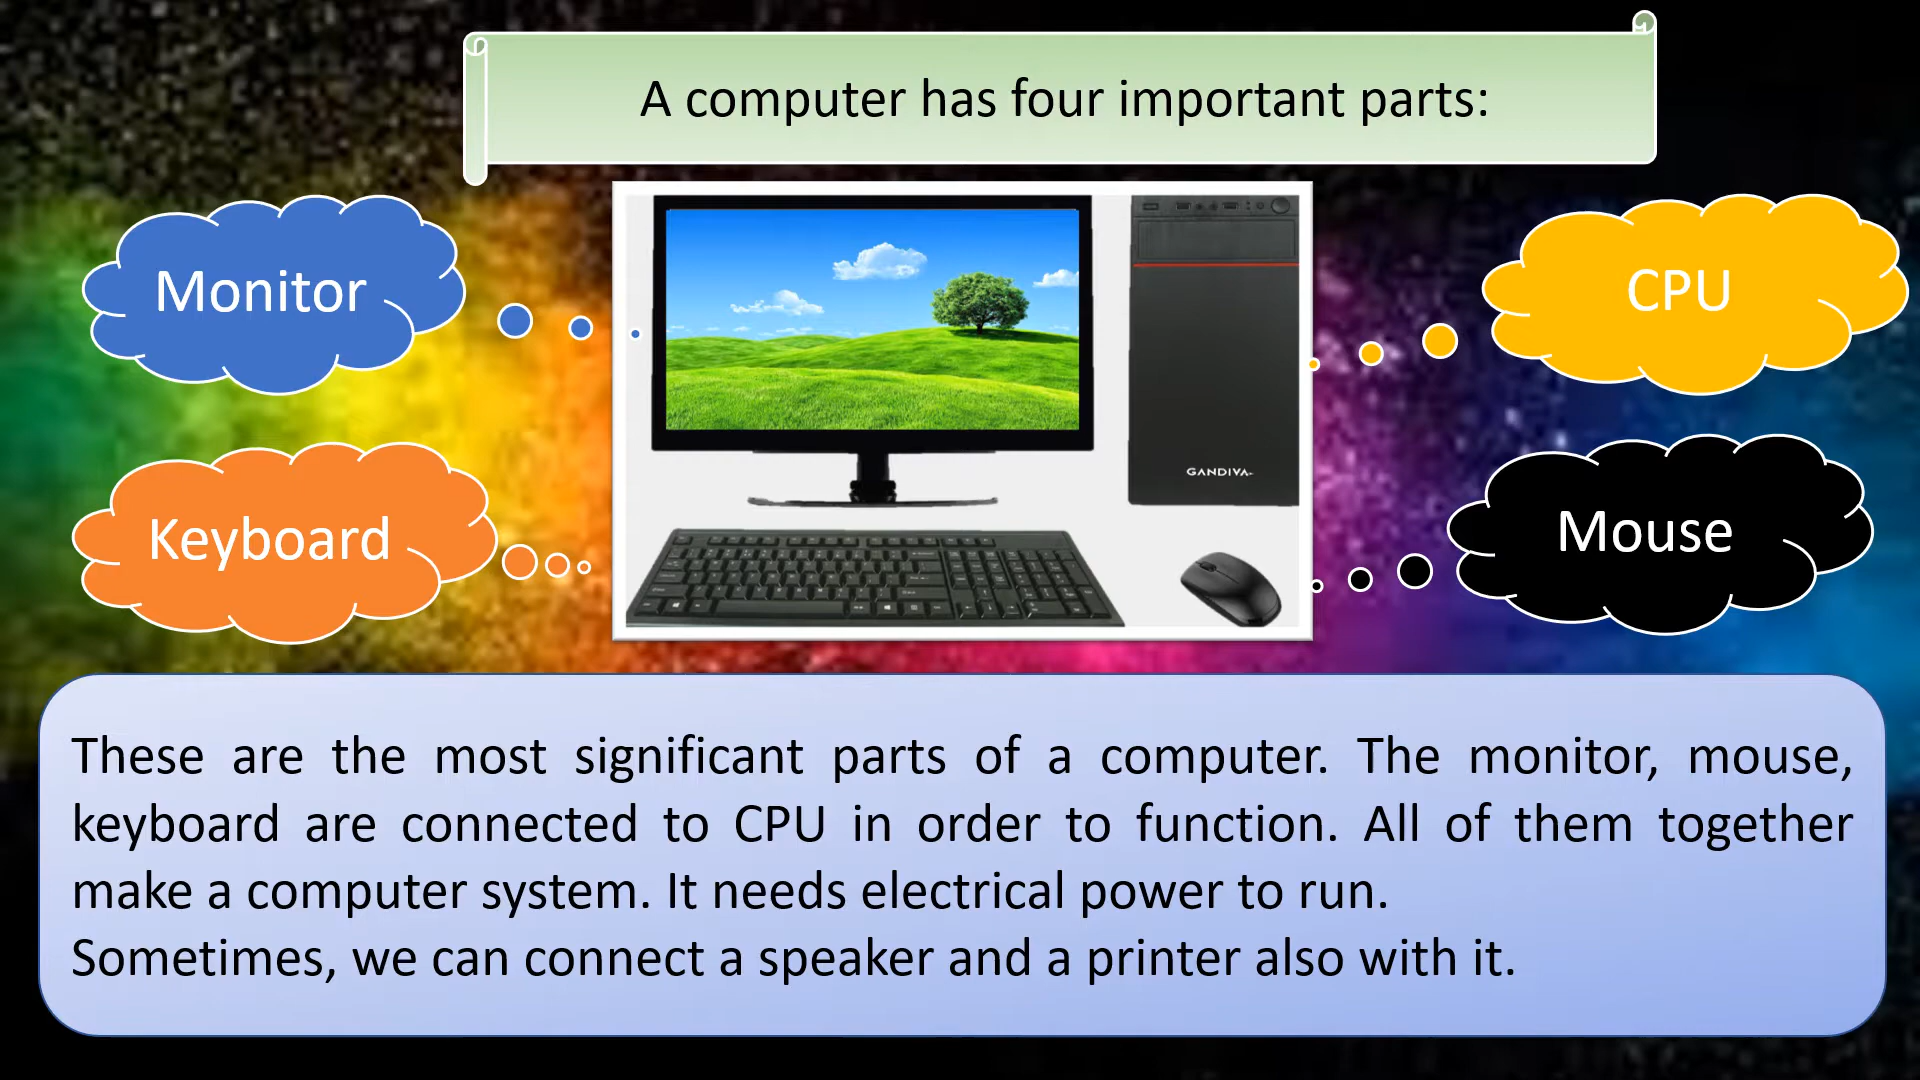 A computer has four important parts:
Monitor
CPU
Keyboard
Mouse
GANDIVA
These are the most significant parts of a computer. The monitor, mouse,
keyboard are connected to CPU in order to function. All of them together
make a computer system. It needs electrical power to run.
Sometimes, we can connect a speaker and a printer also with it.